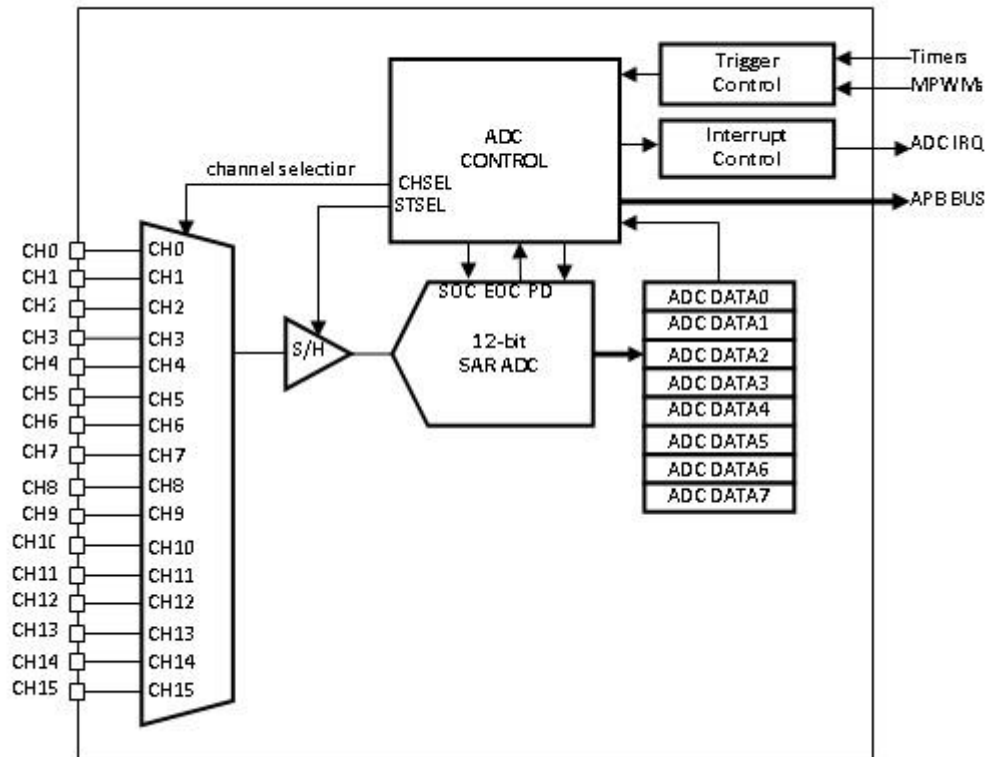 Trigger
Control
Timers
MPWMs
ADC
CONTROL
Interrupt
Control
ADC IRQ
channel selection
CHSEL
STSEL
APB BUS
CH0
CH1
CH2
CH3
CH4
CH5
CH6
CH7
CH8
CH9
CH10
CH11
CH12
CH13
CH14
CH15
CH0
CH1
CH2
CH3
CH4
CH5
CH6
CH7
CH8
CH9
CH10
CH11
CH12
CH13
CH14
CH15
S/H
SOC EOC PD
12-bit
SAR ADC
ADC DATA0
ADC DATA1
ADC DATA2
ADC DATA3
ADC DATA4
ADC DATA5
ADC DATA6
ADC DATA7